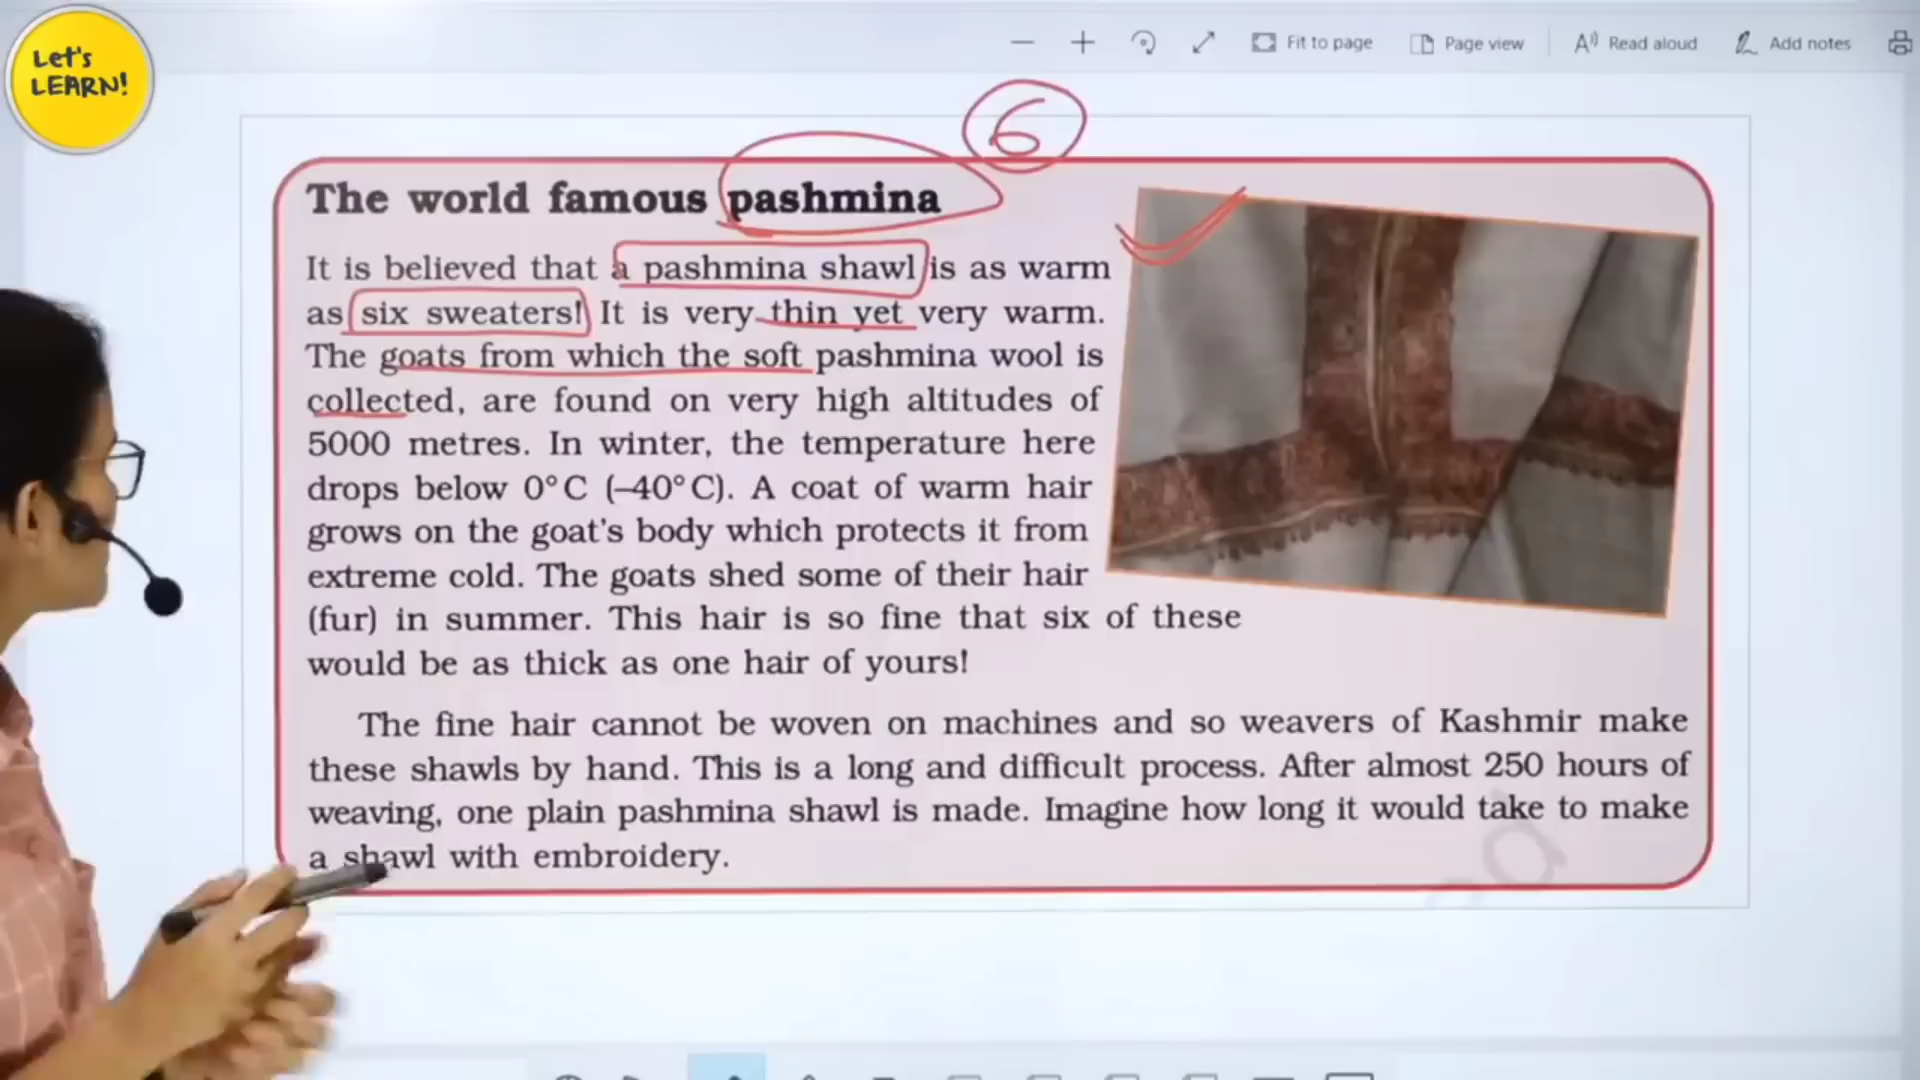 Let's
LEARN!
Fit to page
Page view
Read aloud
Add notes
6
The world famous pashmina
It is believed that a pashmina shawl is as warm
as six sweaters! It is very thin yet very warm.
The goats from which the soft pashmina wool is
collected, are found on very high altitudes of
5000 metres. In winter, the temperature here
drops below 0°C (–40°C). A coat of warm hair
grows on the goat's body which protects it from
extreme cold. The goats shed some of their hair
(fur) in summer. This hair is so fine that six of these
would be as thick as one hair of yours!
The fine hair cannot be woven on machines and so weavers of Kashmir make
these shawls by hand. This is a long and difficult process. After almost 250 hours of
weaving, one plain pashmina shawl is made. Imagine how long it would take to make
a shawl with embroidery.